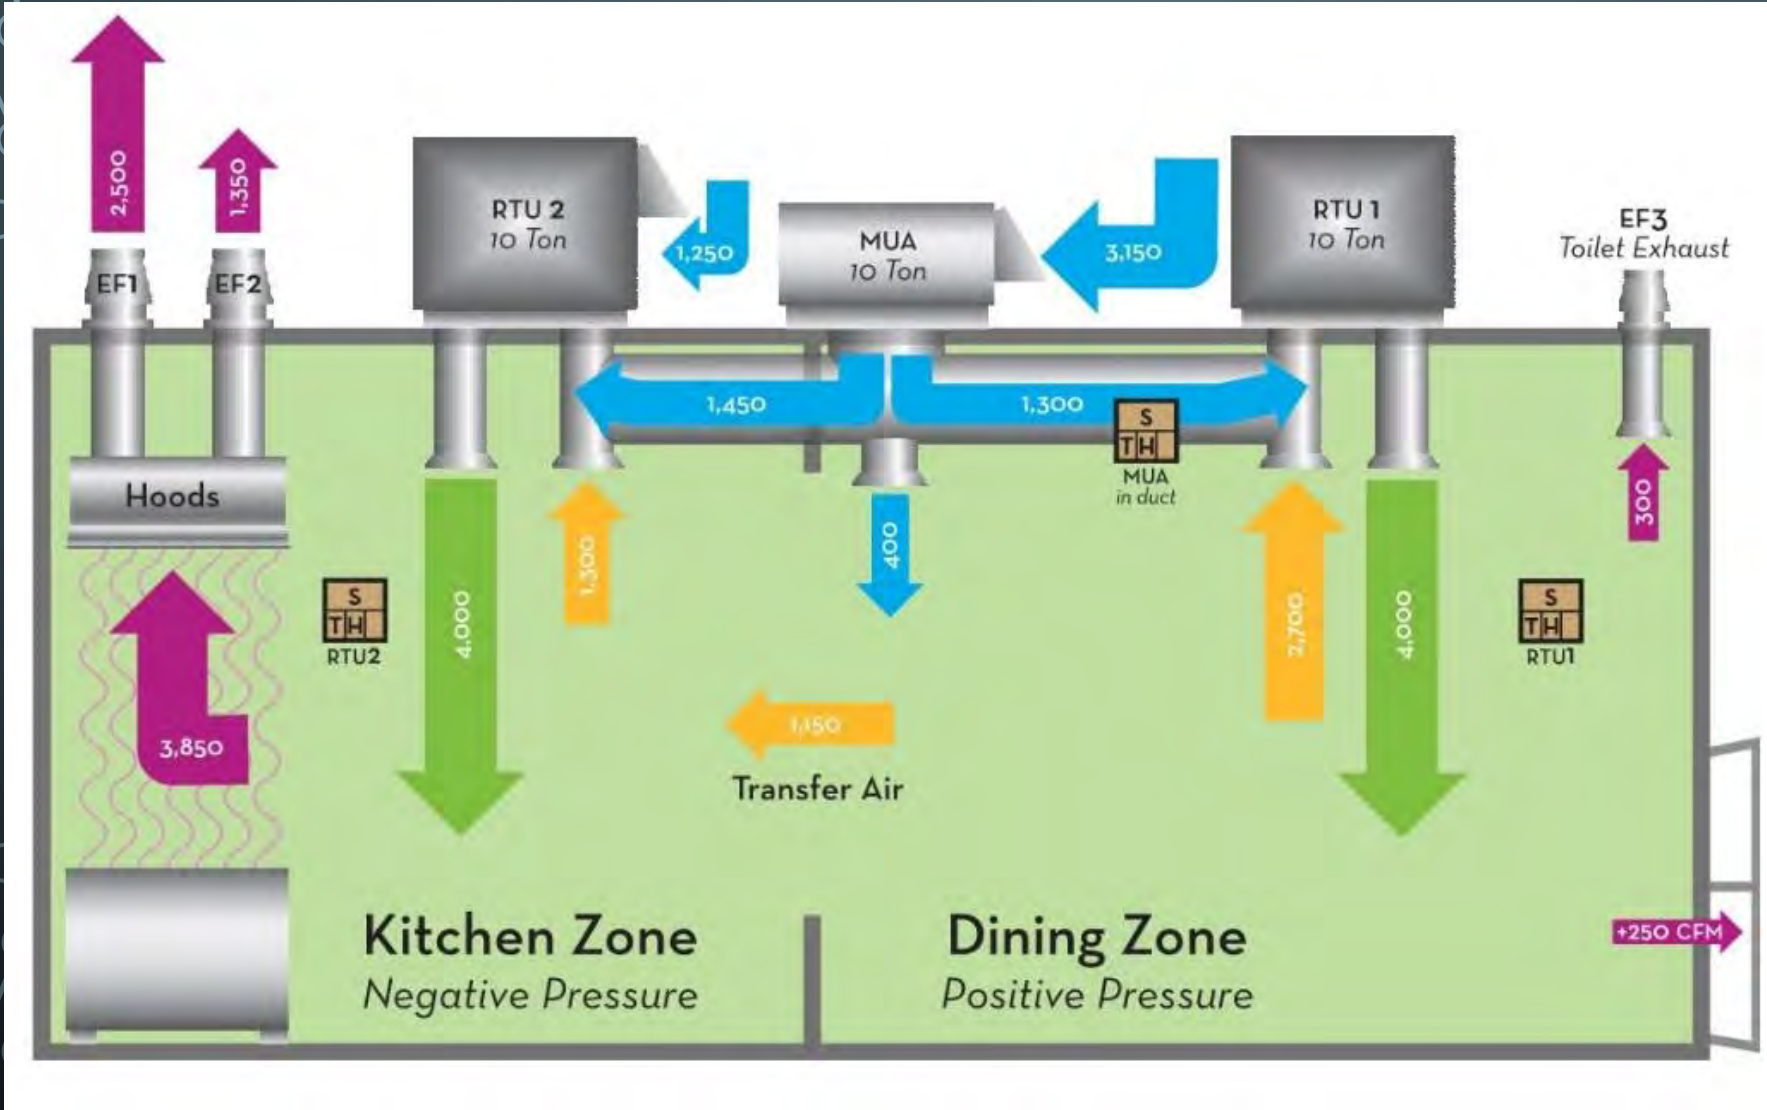 2,500
1,350
EF1
EF2
RTU 2
10 Ton
1,250
MUA
10 Ton
3,150
RTU 1
10 Ton
EF3
Toilet Exhaust
1,450
1,300
S
TH
MUA
in duct
Hoods
400
300
1,300
4,000
2,700
4,000
S
TH
RTU2
S
TH
RTU1
3,850
1,150
Transfer Air
Kitchen Zone
Negative Pressure
Dining Zone
Positive Pressure
+250 CFM